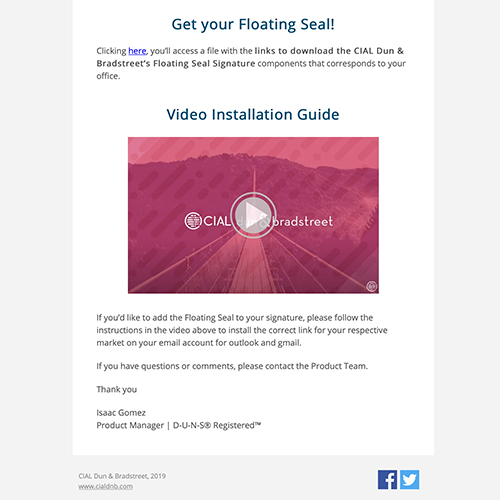 Get your Floating Seal!
Clicking here, you'll access a file with the links to download the CIAL Dun &
Bradstreet's Floating Seal Signature components that corresponds to your
office.
Video Installation Guide
CIAL dun & bradstreet
If you'd like to add the Floating Seal to your signature, please follow the
instructions in the video above to install the correct link for your respective
market on your email account for outlook and gmail.
If you have questions or comments, please contact the Product Team.
Thank you
Isaac Gomez
Product Manager | D-U-N-S® Registered™
CIAL Dun & Bradstreet, 2019
www.cialdnb.com